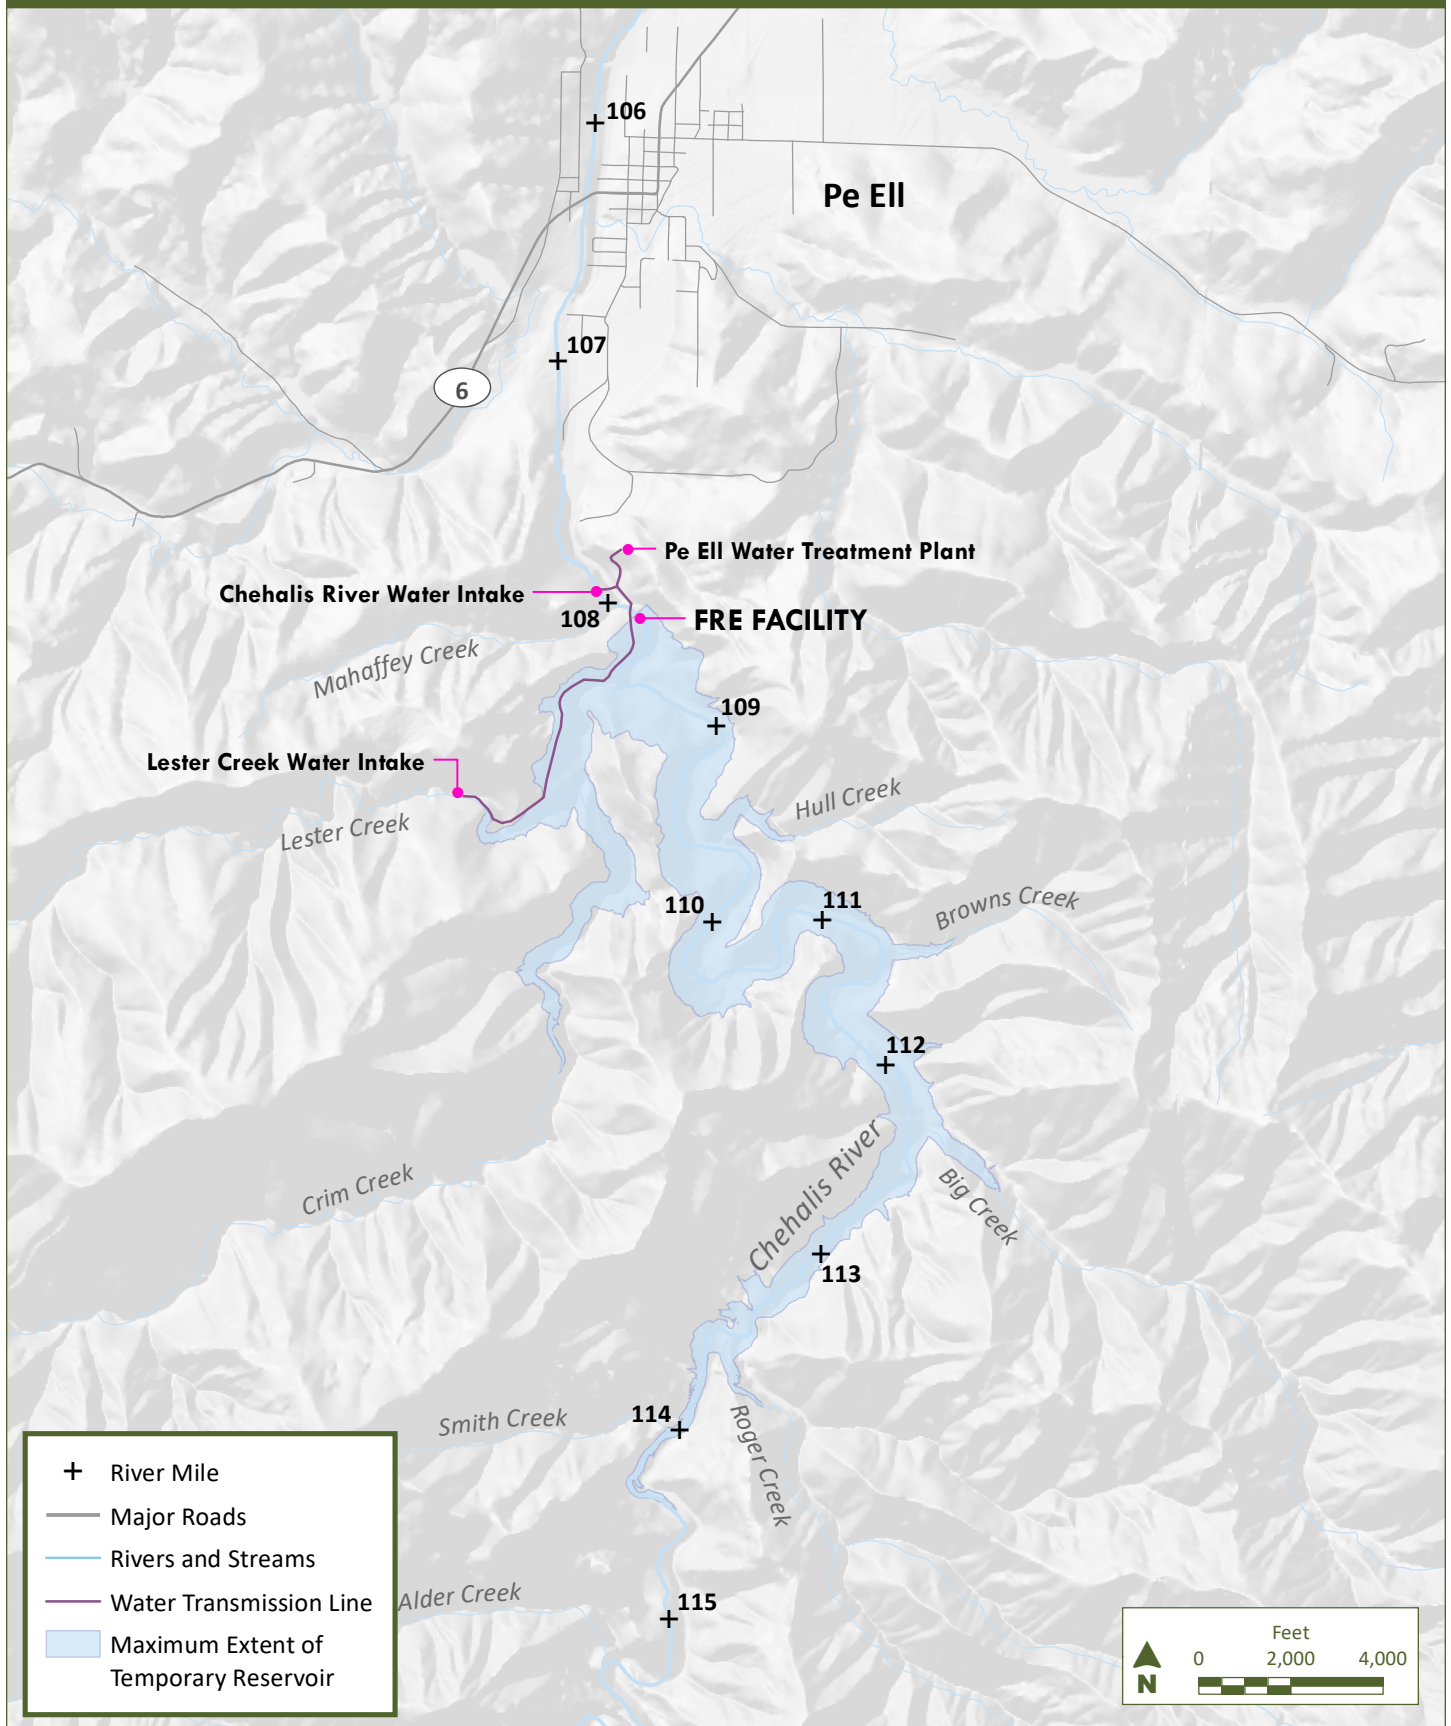 106
Pe Ell
107
6
Pe Ell Water Treatment Plant
Chehalis River Water Intake
108
FRE FACILITY
Mahaffey Creek
109
Lester Creek Water Intake
Hull Creek
Lester Creek
110
111
Browns Creek
112
Chehalis River
Crim Creek
Big Creek
113
114
Smith Creek
Roger Creek
Alder Creek
115
River Mile
Major Roads
Rivers and Streams
Water Transmission Line
Maximum Extent of
Temporary Reservoir
Feet
0 2,000 4,000
N